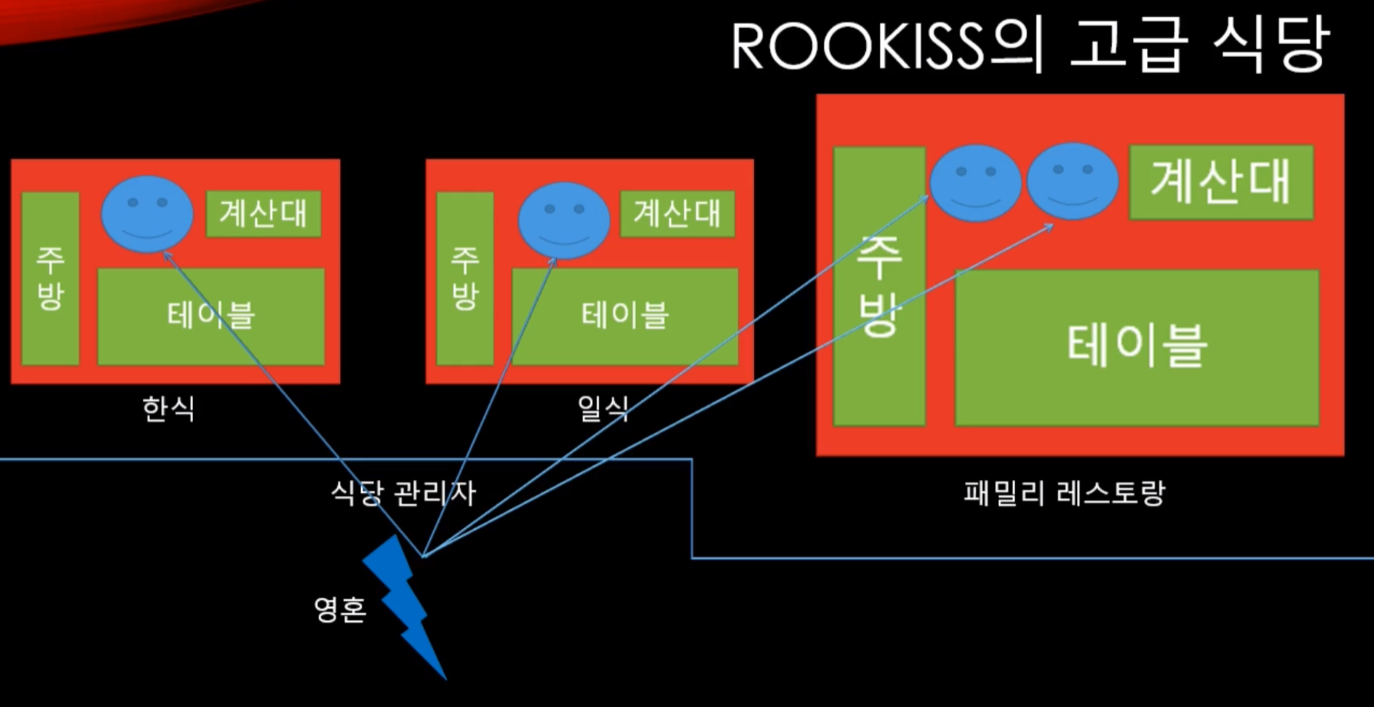 ROOKISS의 고급 식당
주방
계산대
테이블
한식
주방
계산대
테이블
일식
주방
계산대
테이블
패밀리 레스토랑
식당 관리자
영혼